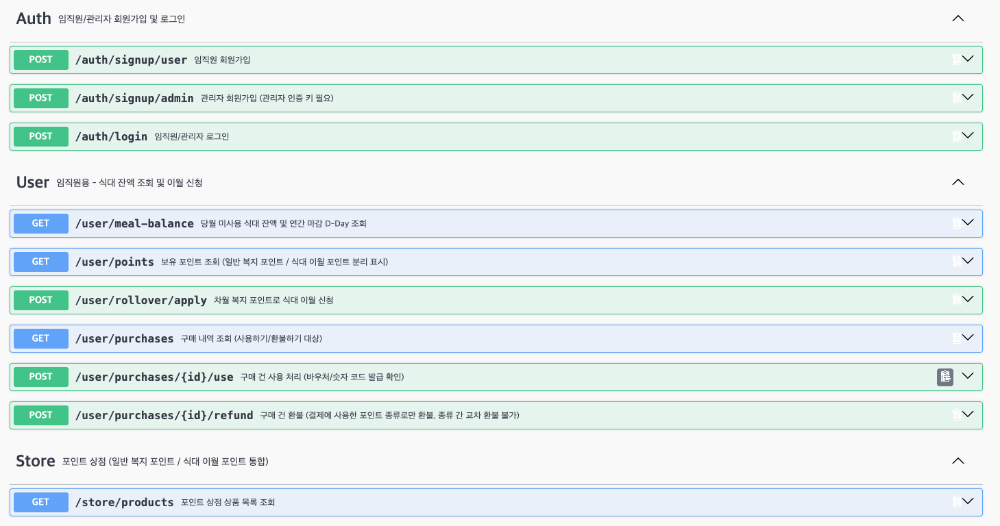 Auth 임직원/관리자 회원가입 및 로그인
POST /auth/signup/user 임직원 회원가입
POST /auth/signup/admin 관리자 회원가입 (관리자 인증 키 필요)
POST /auth/login 임직원/관리자 로그인
User 임직원용 - 식대 잔액 조회 및 이월 신청
GET /user/meal-balance 당월 미사용 식대 잔액 및 연간 마감 D-Day 조회
GET /user/points 보유 포인트 조회 (일반 복지 포인트 / 식대 이월 포인트 분리 표시)
POST /user/rollover/apply 차월 복지 포인트로 식대 이월 신청
GET /user/purchases 구매 내역 조회 (사용하기/환불하기 대상)
POST /user/purchases/{id}/use 구매 건 사용 처리 (바우처/숫자 코드 발급 확인)
POST /user/purchases/{id}/refund 구매 건 환불 (결제에 사용한 포인트 종류로만 환불, 종류 간 교차 환불 불가)
Store 포인트 상점 (일반 복지 포인트 / 식대 이월 포인트 통합)
GET /store/products 포인트 상점 상품 목록 조회